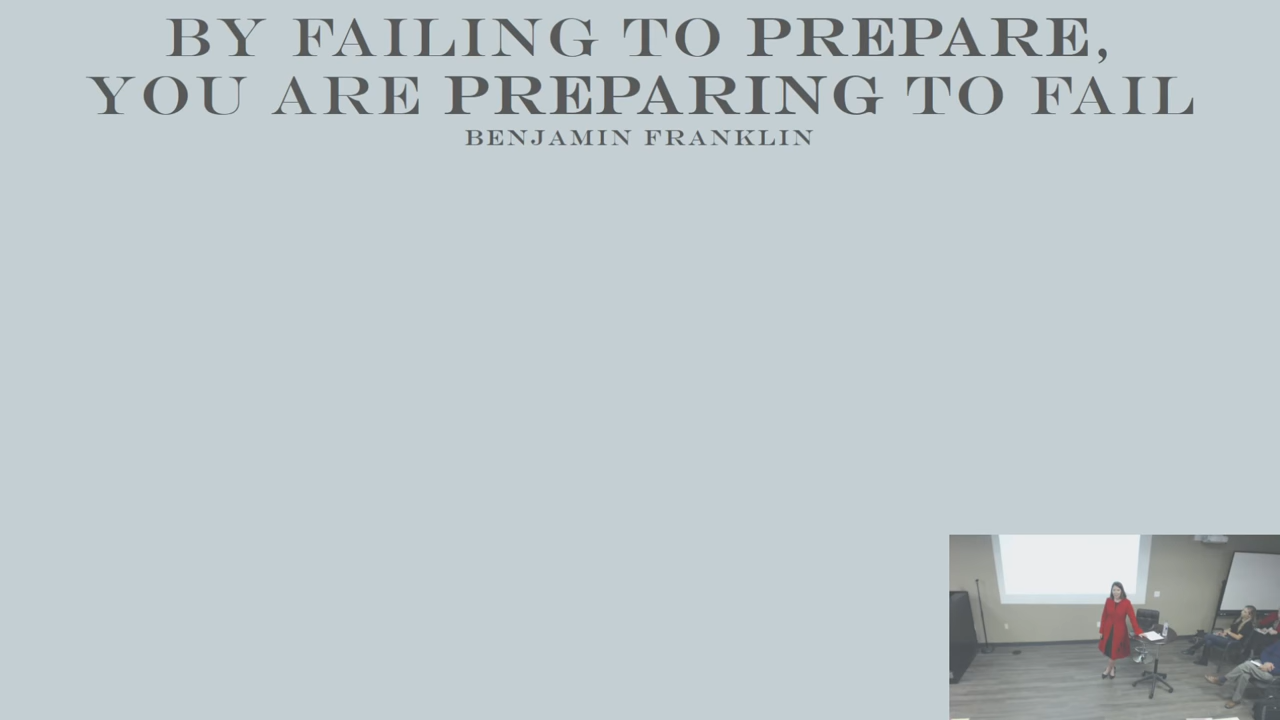 BY FAILING TO PREPARE,
YOU ARE PREPARING TO FAIL
BENJAMIN FRANKLIN